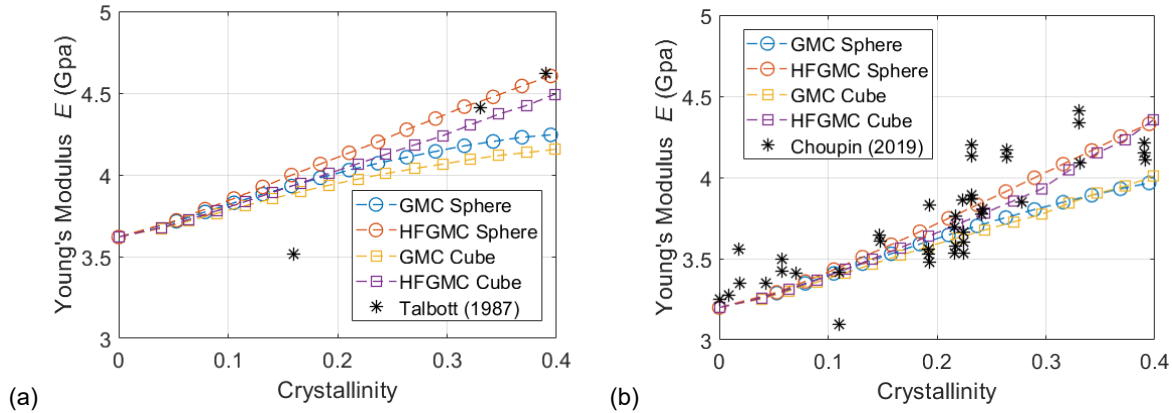 5
4.5
4
3.5
3
Young's Modulus E (Gpa)
GMC Sphere
HFGMC Sphere
GMC Cube
HFGMC Cube
Talbott (1987)
0
0.1
0.2
0.3
0.4
Crystallinity
(a)
5
4.5
4
3.5
3
Young's Modulus E (Gpa)
GMC Sphere
HFGMC Sphere
GMC Cube
HFGMC Cube
Choupin (2019)
0
0.1
0.2
0.3
0.4
Crystallinity
(b)